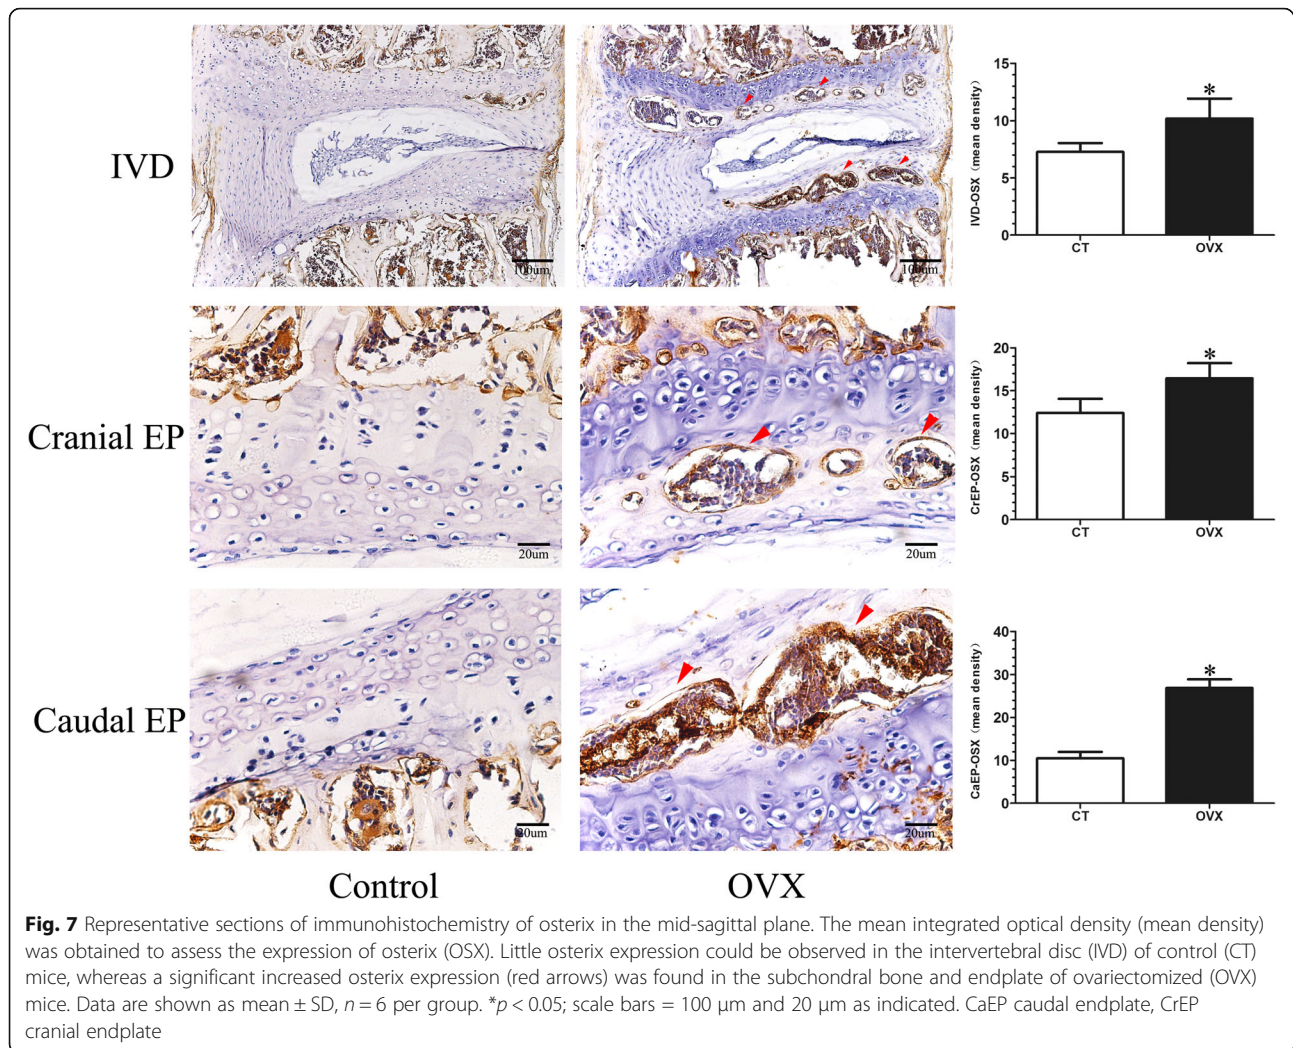 IVD
100um
100um
IVD-OSX (mean density)
15
10
5
0
*
CT
OVX
Cranial EP
20um
20um
CrEP-OSX (mean density)
20
15
10
5
0
*
CT
OVX
Caudal EP
20um
20um
CaEP-OSX (mean density)
40
30
20
10
0
*
CT
OVX
Control
OVX
Fig. 7 Representative sections of immunohistochemistry of osterix in the mid-sagittal plane. The mean integrated optical density (mean density)
was obtained to assess the expression of osterix (OSX). Little osterix expression could be observed in the intervertebral disc (IVD) of control (CT)
mice, whereas a significant increased osterix expression (red arrows) was found in the subchondral bone and endplate of ovariectomized (OVX)
mice. Data are shown as mean ± SD, n = 6 per group. *p < 0.05; scale bars = 100 μm and 20 μm as indicated. CaEP caudal endplate, CrEP
cranial endplate